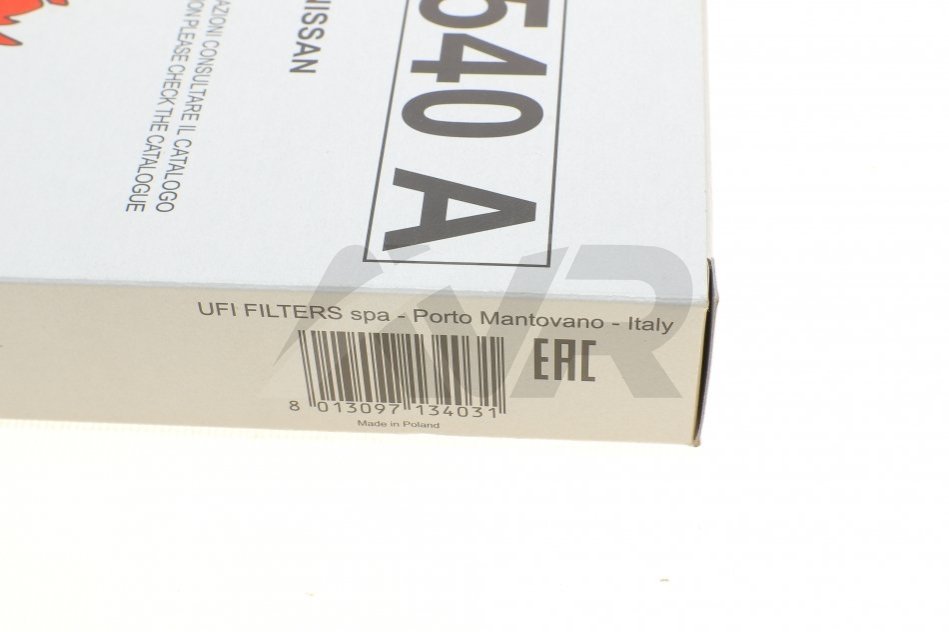 540 A
NISSAN
AZIONI CONSULTARE IL CATALOGO
ION PLEASE CHECK THE CATALOGUE
UFI FILTERS spa - Porto Mantovano - Italy
EAC
8 013097 134031
Made in Poland